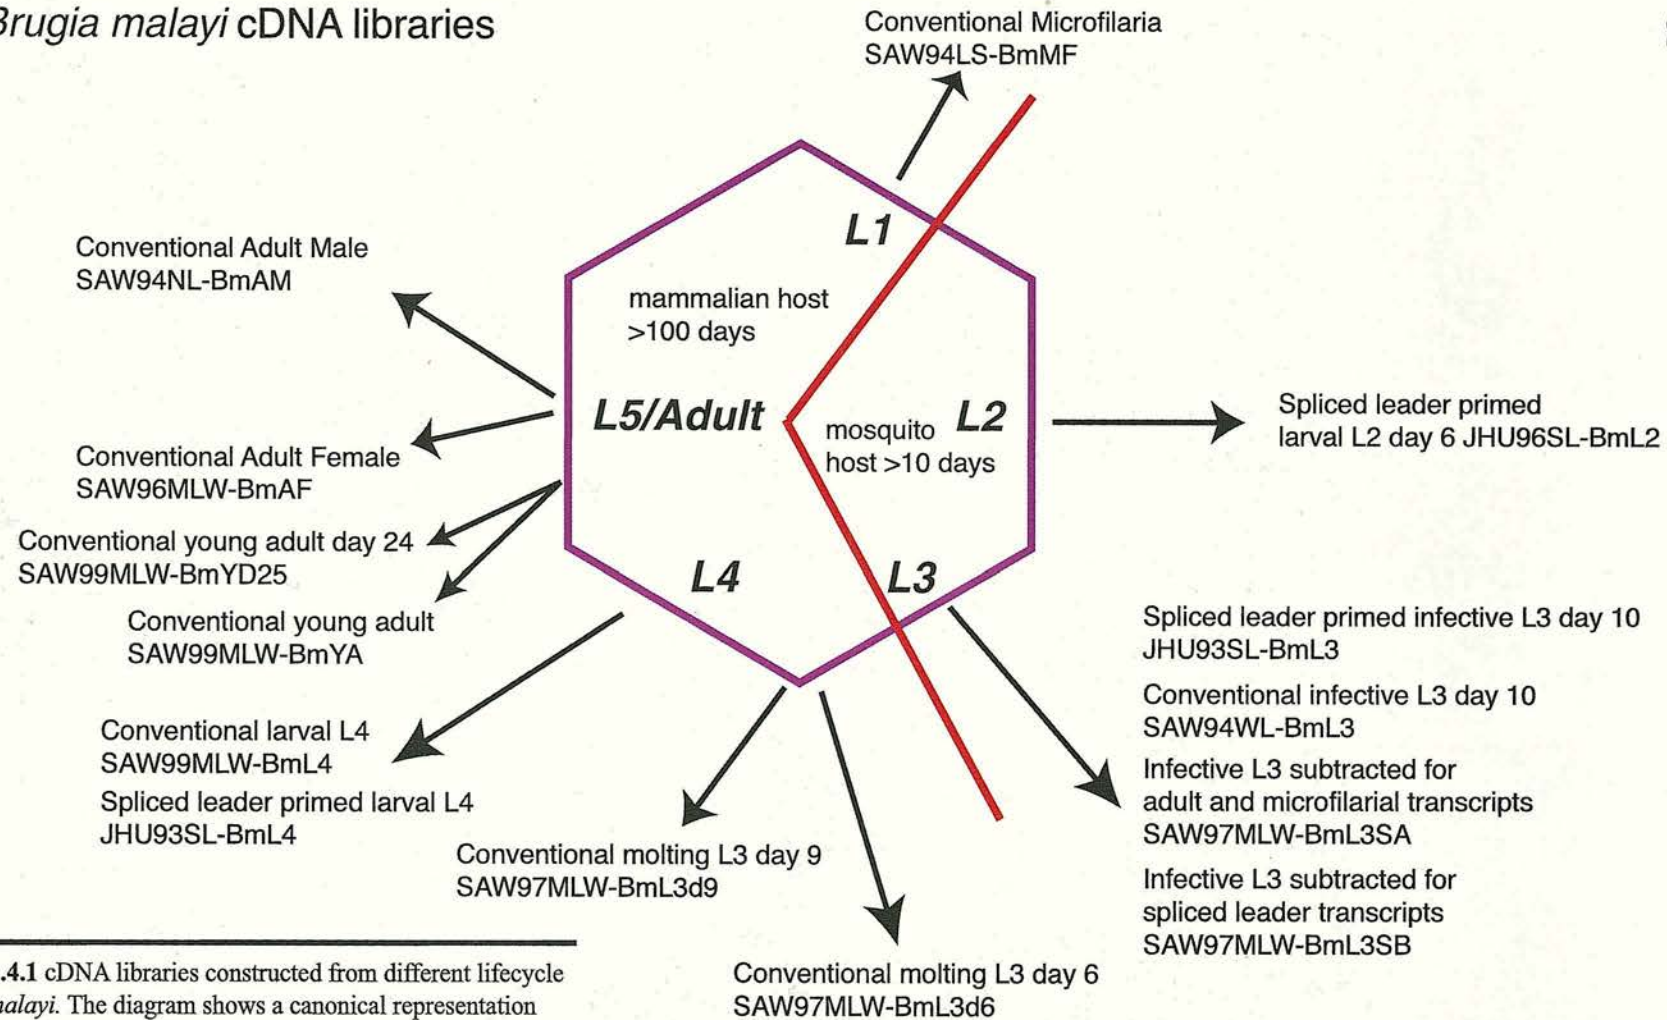 Brugia malayi cDNA libraries
Conventional Microfilaria
SAW94LS-BmMF
L1
Conventional Adult Male
SAW94NL-BmAM
mammalian host
>100 days
L5/Adult
mosquito
host >10 days
L2
Spliced leader primed
larval L2 day 6 JHU96SL-BmL2
Conventional Adult Female
SAW96MLW-BmAF
Conventional young adult day 24
SAW99MLW-BmYD25
Conventional young adult
SAW99MLW-BmYA
L4
L3
Spliced leader primed infective L3 day 10
JHU93SL-BmL3
Conventional infective L3 day 10
SAW94WL-BmL3
Infective L3 subtracted for
adult and microfilarial transcripts
SAW97MLW-BmL3SA
Infective L3 subtracted for
spliced leader transcripts
SAW97MLW-BmL3SB
Conventional larval L4
SAW99MLW-BmL4
Spliced leader primed larval L4
JHU93SL-BmL4
Conventional molting L3 day 9
SAW97MLW-BmL3d9
Conventional molting L3 day 6
SAW97MLW-BmL3d6
.4.1 cDNA libraries constructed from different lifecycle
malayi. The diagram shows a canonical representation